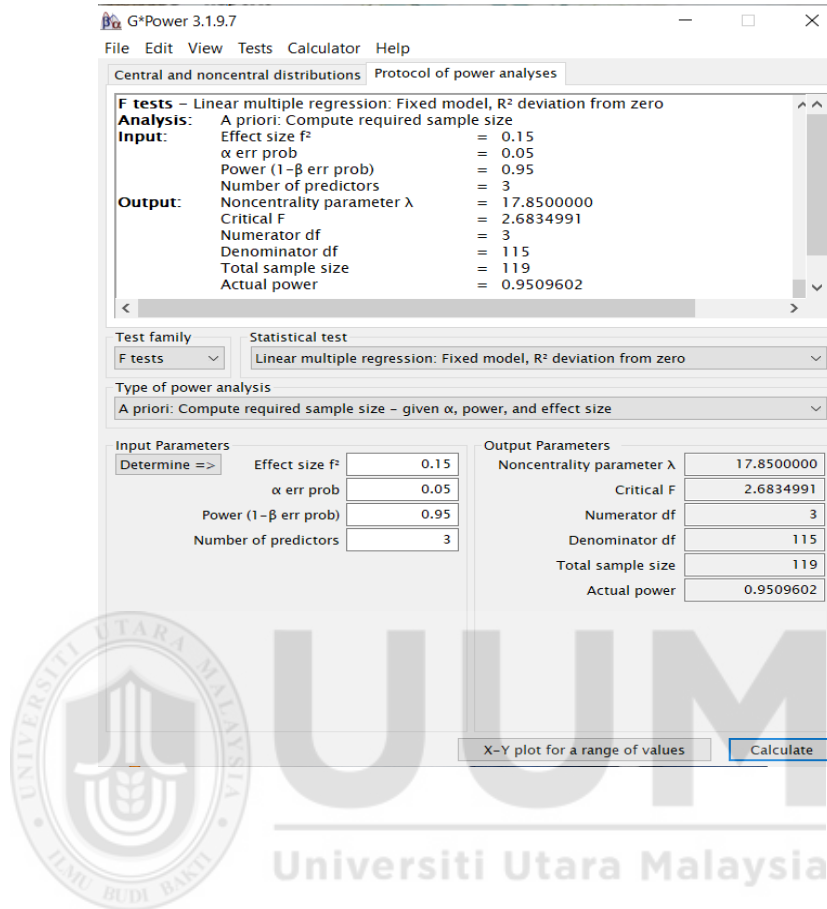 G*Power 3.1.9.7
File Edit View Tests Calculator Help
Central and noncentral distributions Protocol of power analyses
F tests – Linear multiple regression: Fixed model, R² deviation from zero
Analysis: A priori: Compute required sample size
Input: Effect size f² = 0.15
α err prob = 0.05
Power (1-β err prob) = 0.95
Number of predictors = 3
Output: Noncentrality parameter λ = 17.8500000
Critical F = 2.6834991
Numerator df = 3
Denominator df = 115
Total sample size = 119
Actual power = 0.9509602
Test family Statistical test
F tests Linear multiple regression: Fixed model, R² deviation from zero
Type of power analysis
A priori: Compute required sample size – given α, power, and effect size
Input Parameters Output Parameters
Determine => Effect size f² 0.15 Noncentrality parameter λ 17.8500000
α err prob 0.05 Critical F 2.6834991
Power (1-β err prob) 0.95 Numerator df 3
Number of predictors 3 Denominator df 115
Total sample size 119
Actual power 0.9509602
X-Y plot for a range of values Calculate
UNIVERSITI UTARA MALAYSIA
ILMU BUDI BAKTI
UUM
Universiti Utara Malaysia